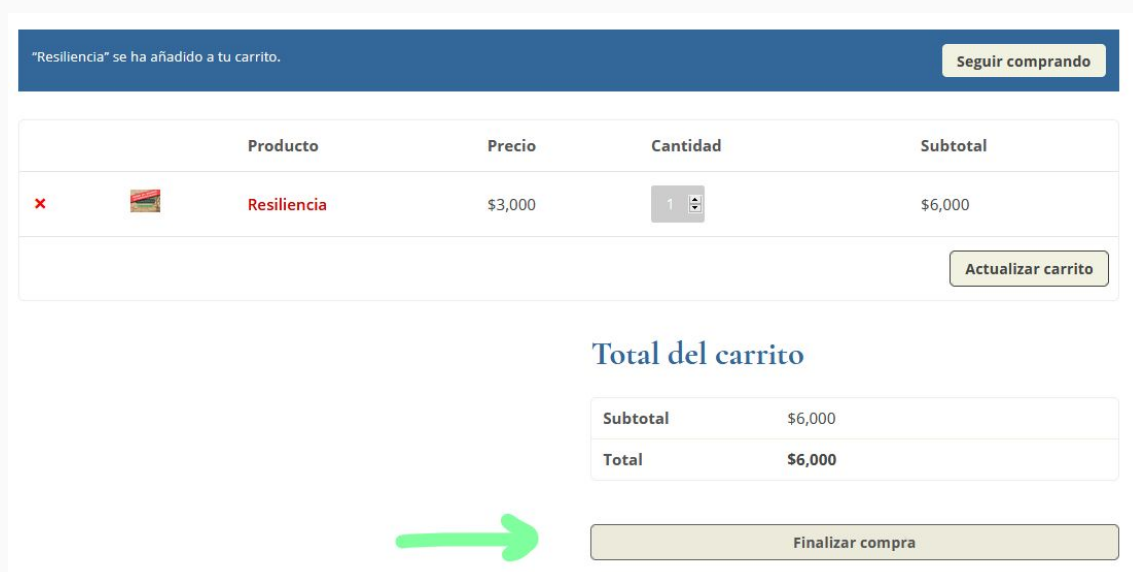 “Resiliencia” se ha añadido a tu carrito.
Seguir comprando
Producto Precio Cantidad Subtotal
× Resiliencia $3,000 1 $6,000
Actualizar carrito
Total del carrito
Subtotal $6,000
Total $6,000
Finalizar compra